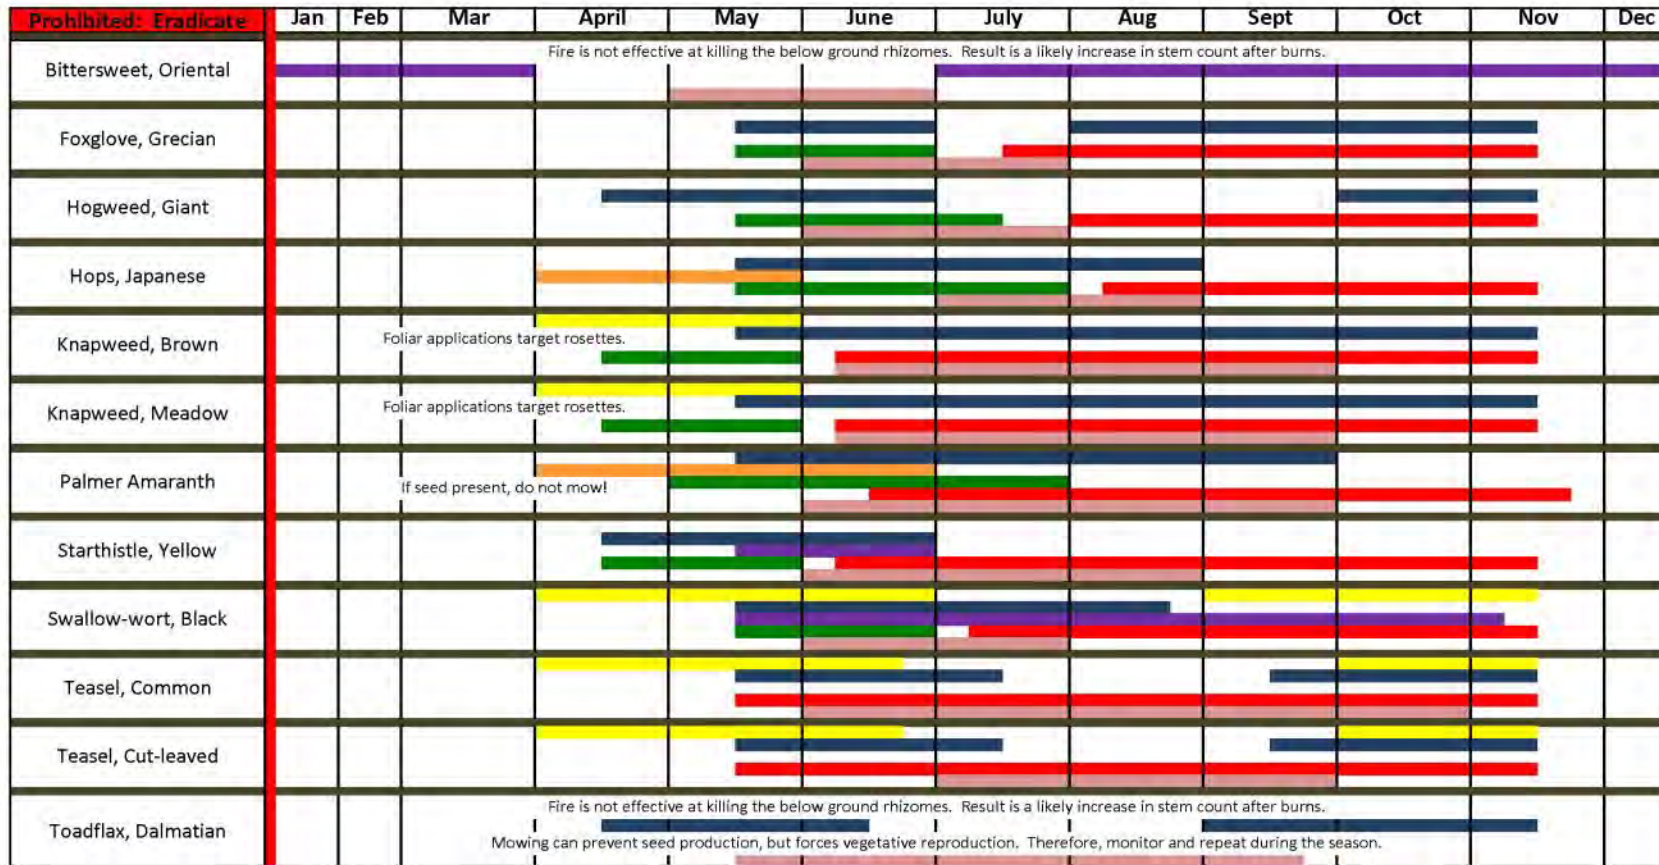 Prohibited: Eradicate Jan Feb Mar April May June July Aug Sept Oct Nov Dec
Fire is not effective at killing the below ground rhizomes. Result is a likely increase in stem count after burns.
Bittersweet, Oriental
Foxglove, Grecian
Hogweed, Giant
Hops, Japanese
Foliar applications target rosettes.
Knapweed, Brown
Foliar applications target rosettes.
Knapweed, Meadow
Palmer Amaranth
If seed present, do not mow!
Starthistle, Yellow
Swallow-wort, Black
Teasel, Common
Teasel, Cut-leaved
Fire is not effective at killing the below ground rhizomes. Result is a likely increase in stem count after burns.
Toadflax, Dalmatian
Mowing can prevent seed production, but forces vegetative reproduction. Therefore, monitor and repeat during the season.